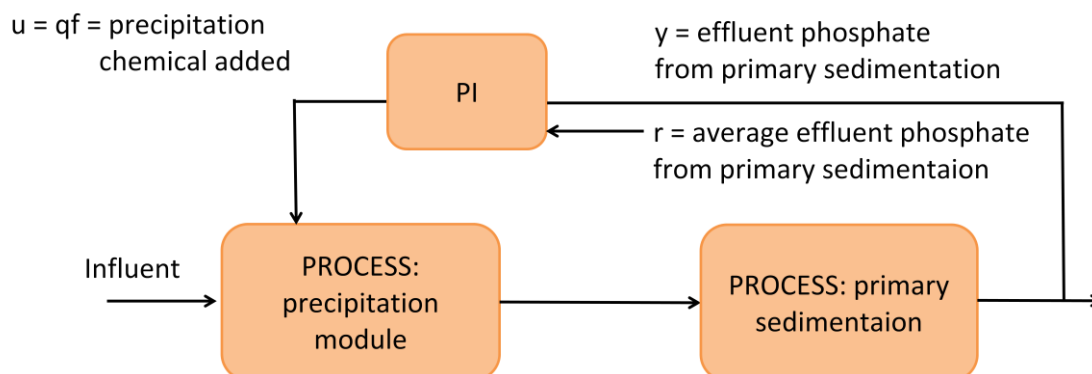 u = qf = precipitation
chemical added
PI
y = effluent phosphate
from primary sedimentation
r = average effluent phosphate
from primary sedimentaion
Influent
PROCESS:
precipitation
module
PROCESS: primary
sedimentaion